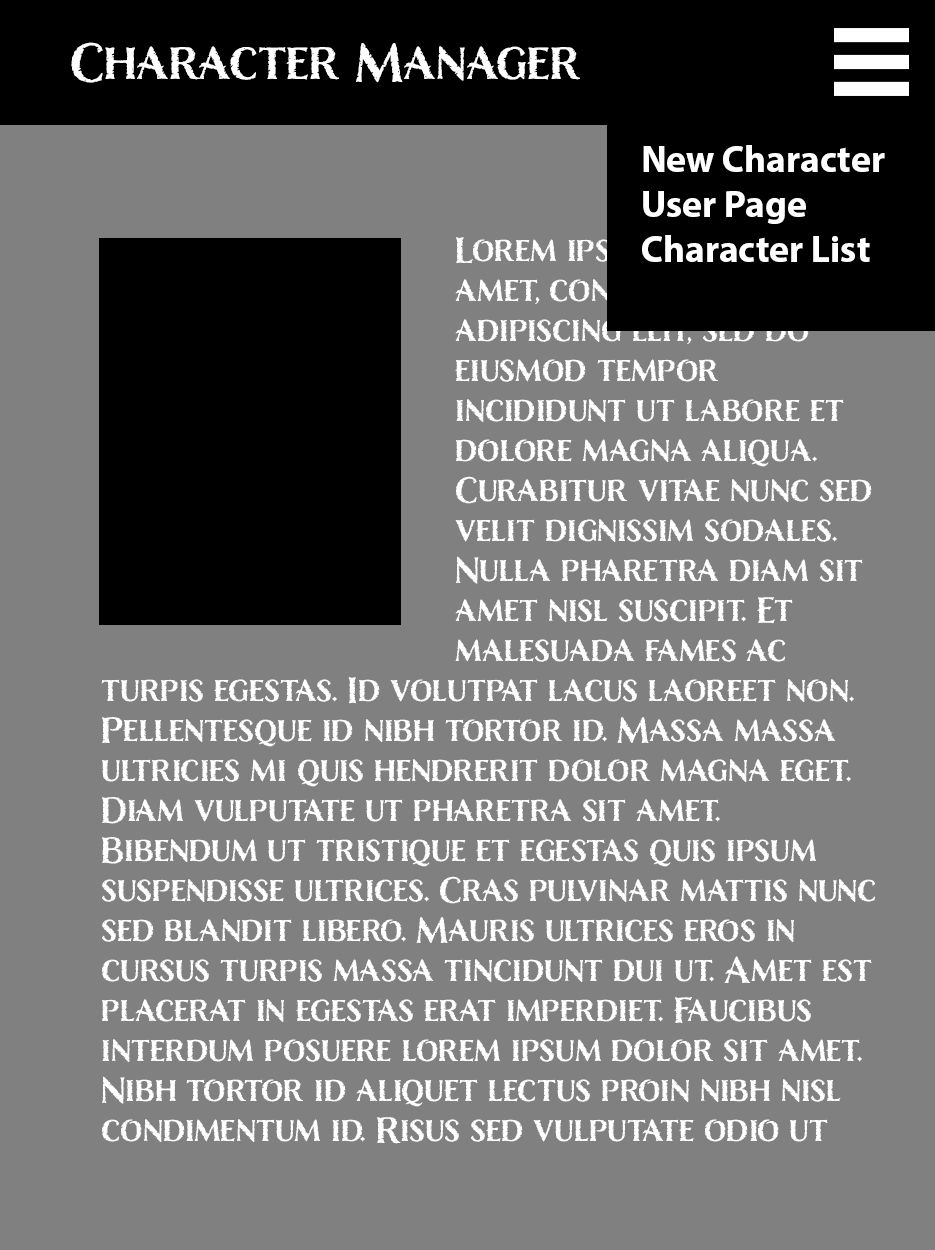 Character Manager
New Character
User Page
Character List
Lorem ips
amet, con
adipiscing elit, sed do
eiusmod tempor
incididunt ut labore et
dolore magna aliqua.
Curabitur vitae nunc sed
velit dignissim sodales.
Nulla pharetra diam sit
amet nisl suscipit. Et
malesuada fames ac
turpis egestas. Id volutpat lacus laoreet non.
Pellentesque id nibh tortor id. Massa massa
ultricies mi quis hendrerit dolor magna eget.
Diam vulputate ut pharetra sit amet.
Bibendum ut tristique et egestas quis ipsum
suspendisse ultrices. Cras pulvinar mattis nunc
sed blandit libero. Mauris ultrices eros in
cursus turpis massa tincidunt dui ut. Amet est
placerat in egestas erat imperdiet. Faucibus
interdum posuere lorem ipsum dolor sit amet.
Nibh tortor id aliquet lectus proin nibh nisl
condimentum id. Risus sed vulputate odio ut